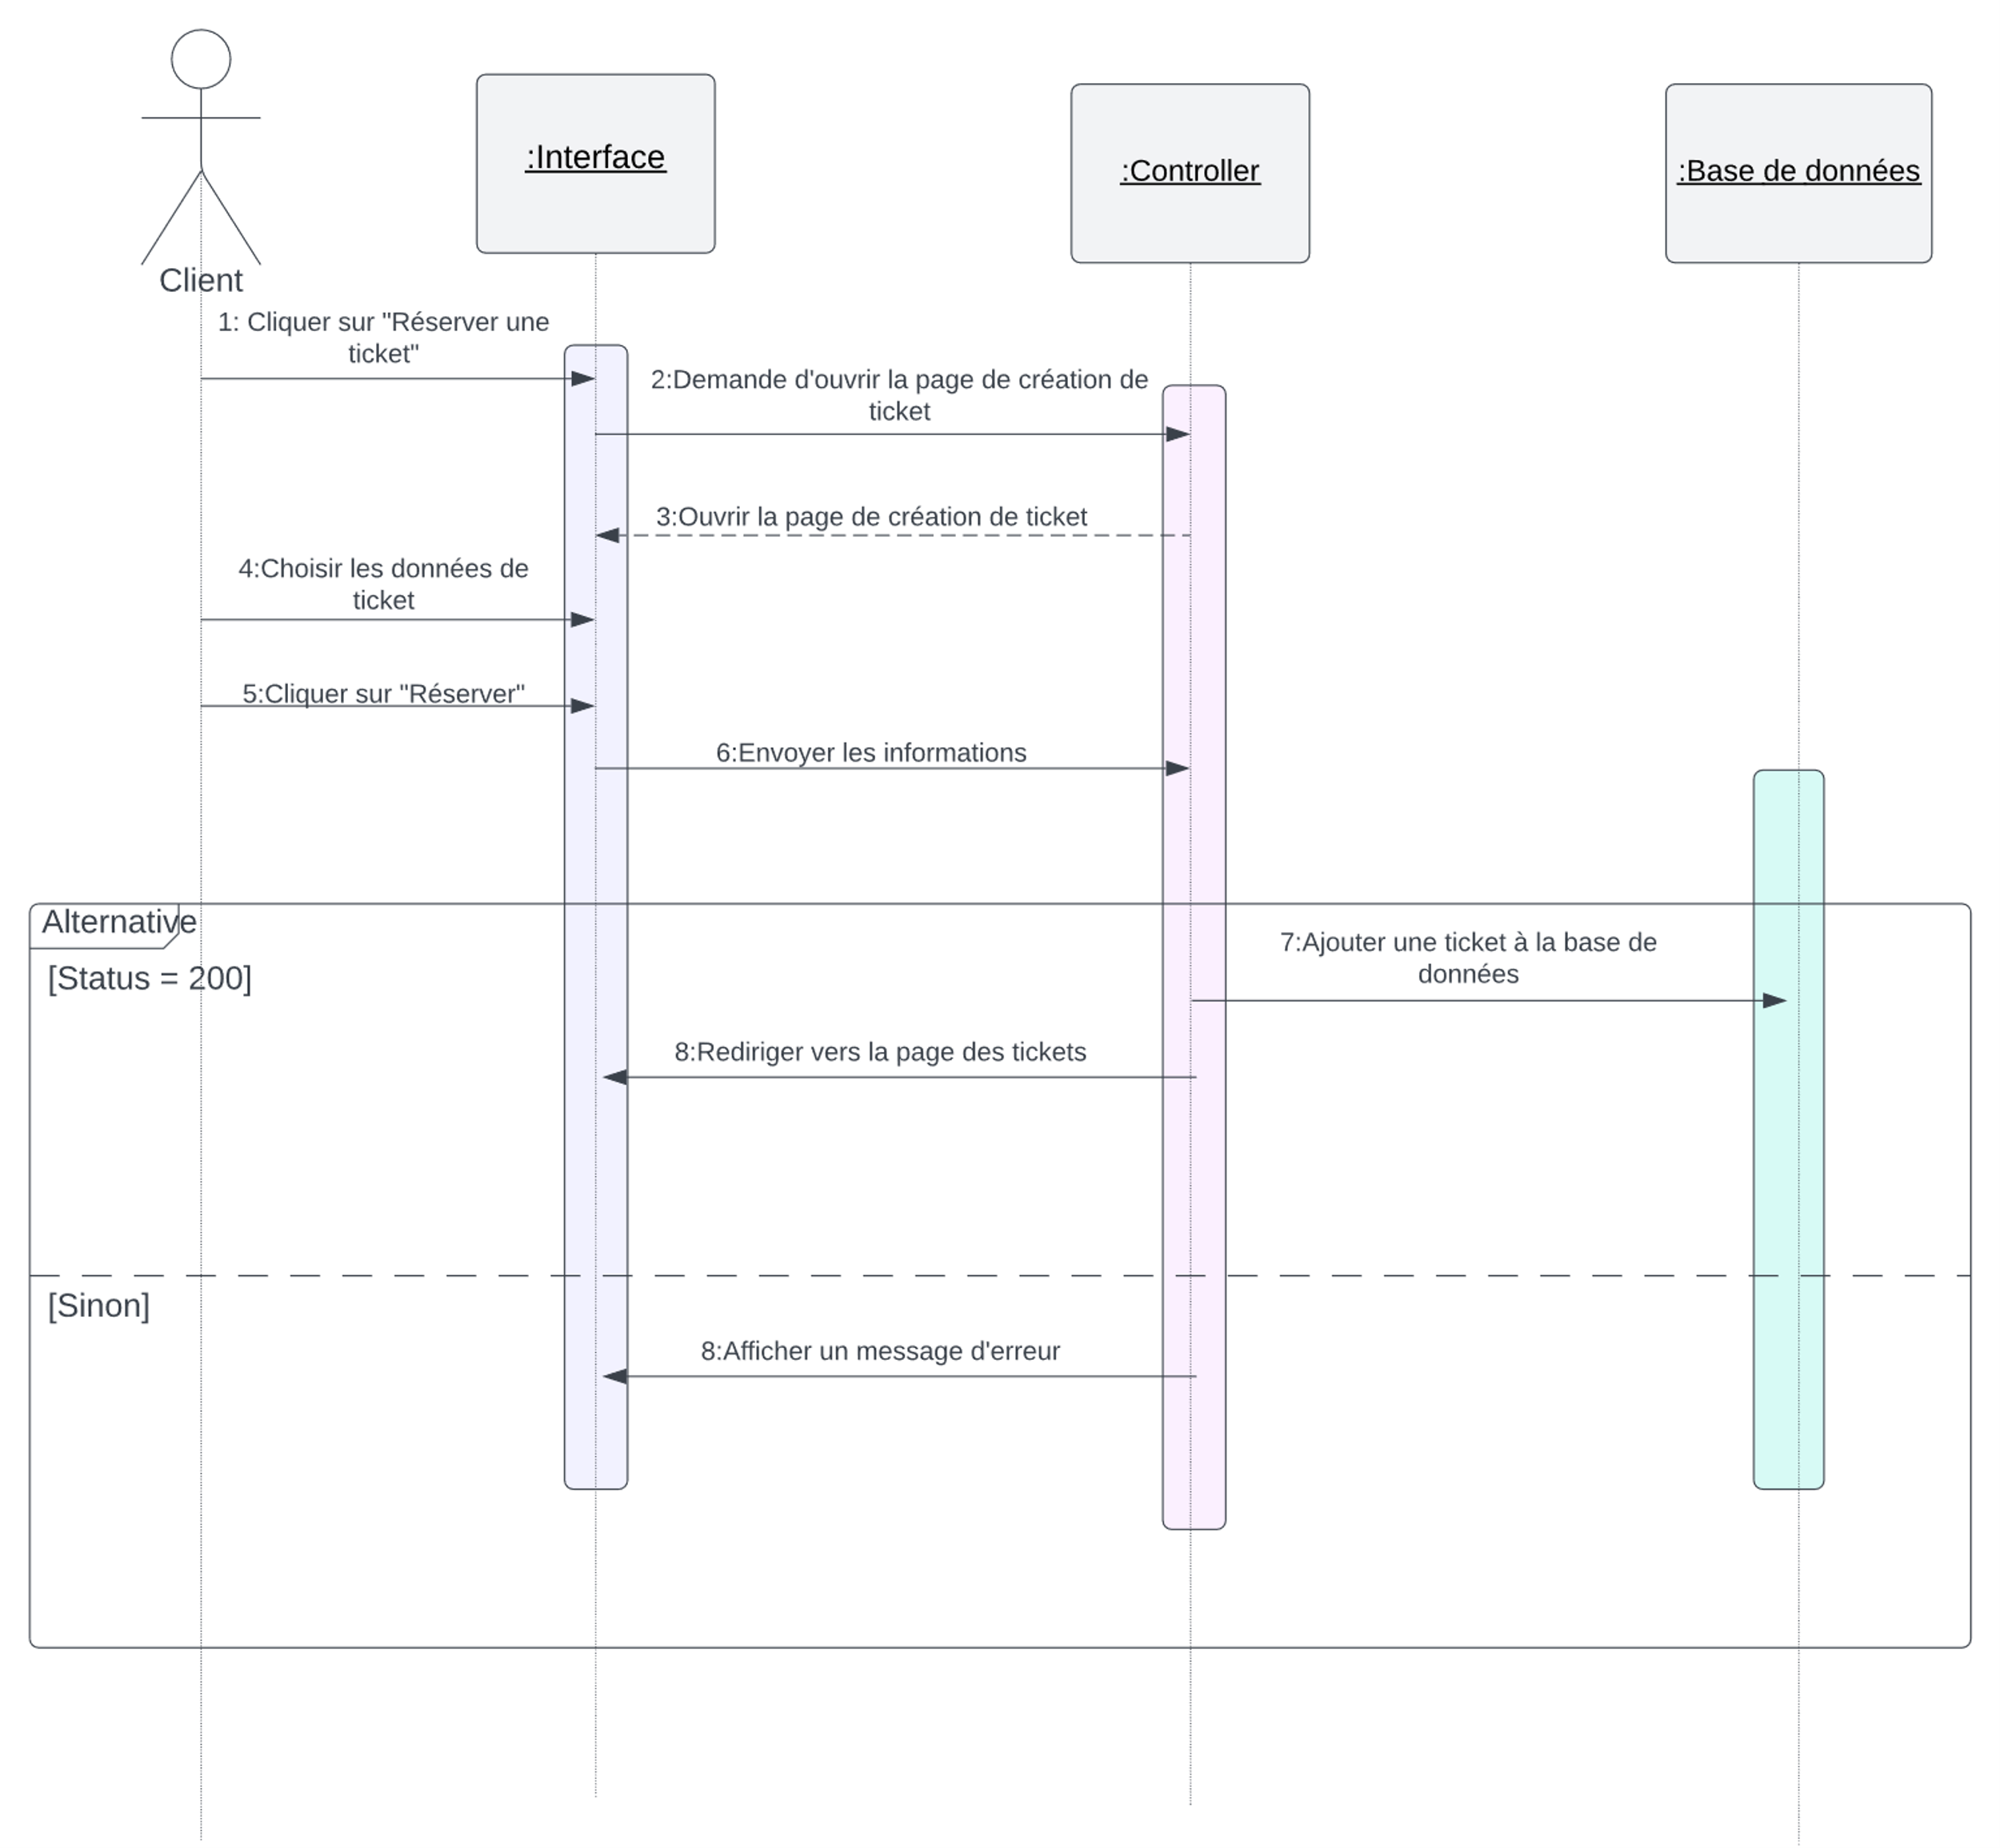 :Interface
:Controller
:Base de données
Client
1: Cliquer sur "Réserver une
ticket"
2:Demande d'ouvrir la page de création de
ticket
3:Ouvrir la page de création de ticket
4:Choisir les données de
ticket
5:Cliquer sur "Réserver"
6:Envoyer les informations
Alternative
[Status = 200]
7:Ajouter une ticket à la base de
données
8:Rediriger vers la page des tickets
[Sinon]
8:Afficher un message d'erreur